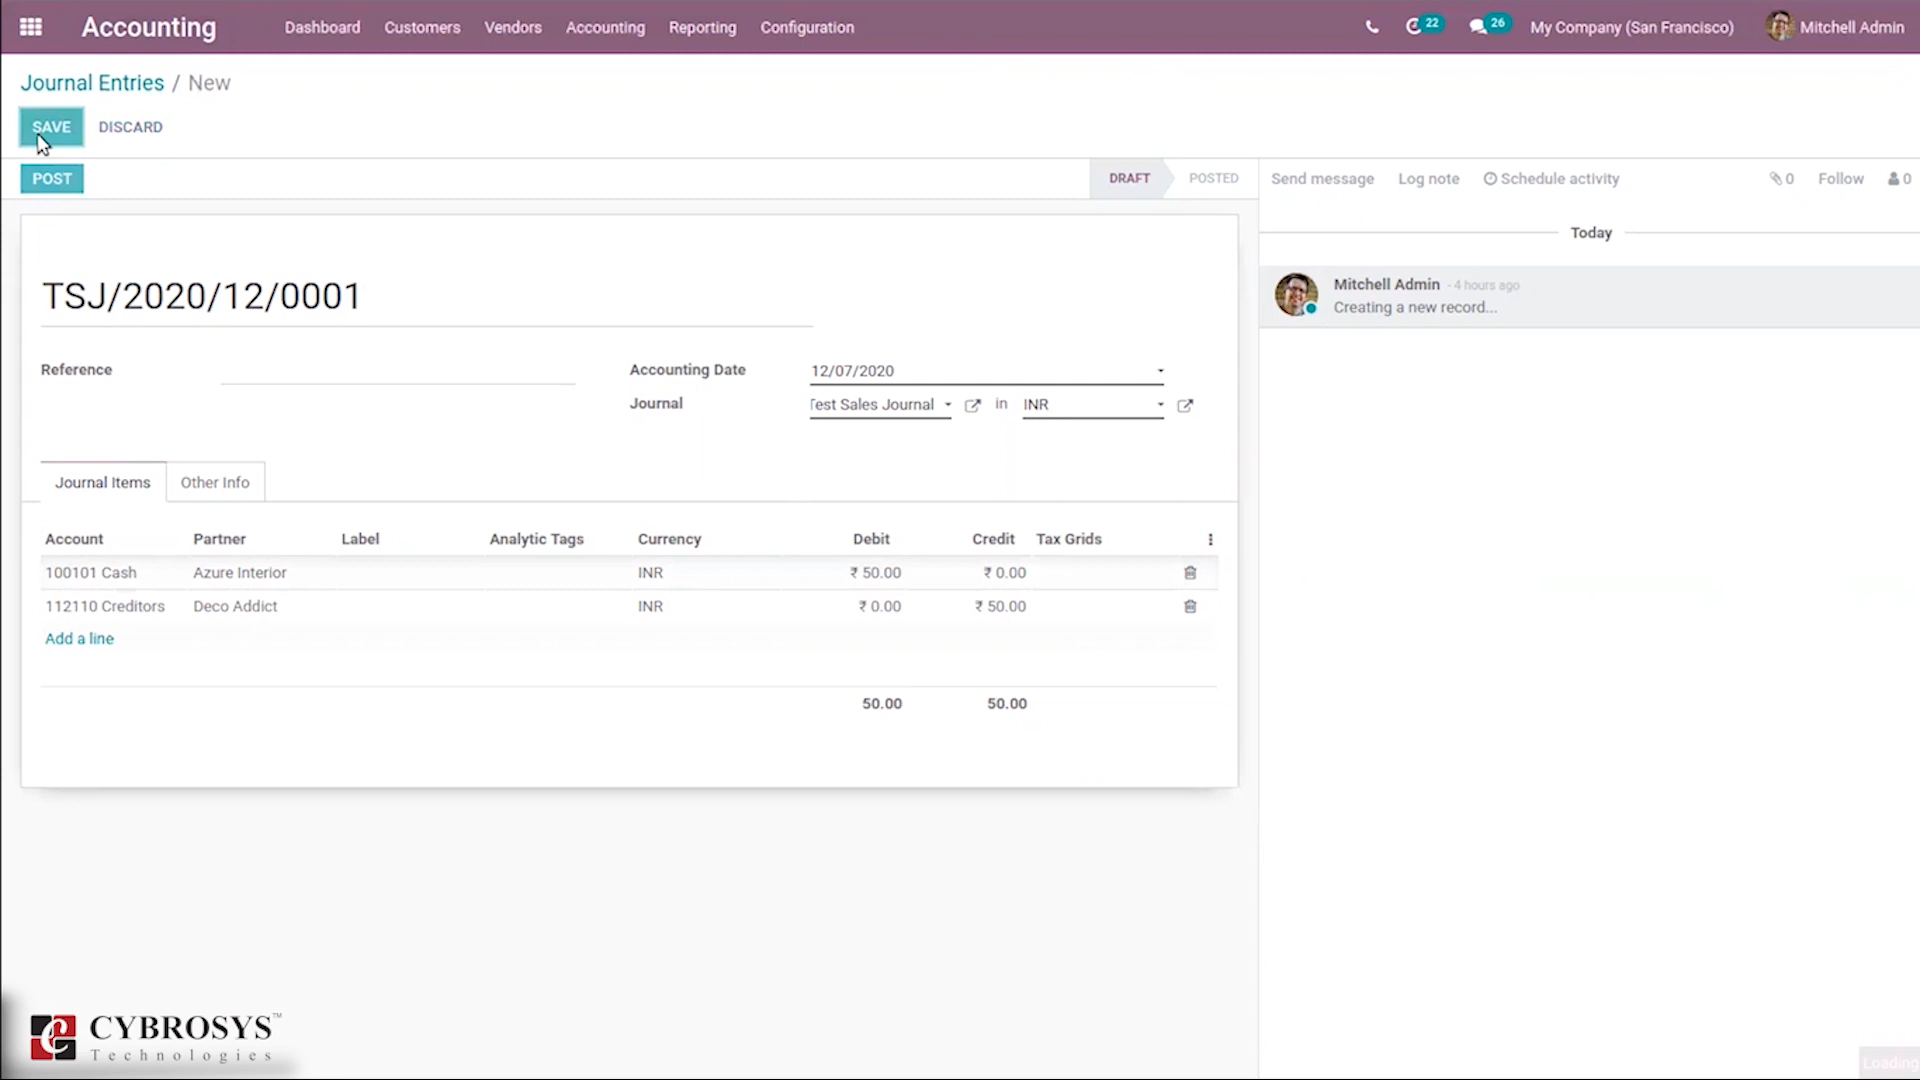 Accounting Dashboard Customers Vendors Accounting Reporting Configuration 22 26 My Company (San Francisco) Mitchell Admin
Journal Entries / New
SAVE DISCARD
POST DRAFT POSTED Send message Log note Schedule activity 0 Follow 0
Today
TSJ/2020/12/0001
Mitchell Admin - 4 hours ago
Creating a new record...
Reference Accounting Date 12/07/2020
Journal Test Sales Journal in INR
Journal Items Other Info
Account Partner Label Analytic Tags Currency Debit Credit Tax Grids
100101 Cash Azure Interior INR ₹ 50.00 ₹ 0.00
112110 Creditors Deco Addict INR ₹ 0.00 ₹ 50.00
Add a line
50.00 50.00
CYBROSYS™
Technologies
Loading